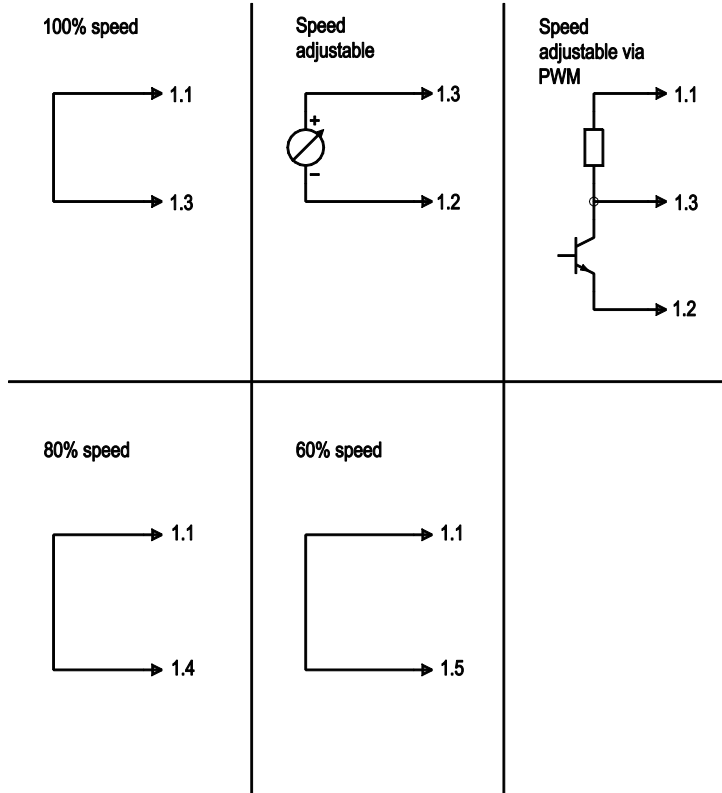 100% speed
1.1
1.3
Speed
adjustable
1.3
+
−
1.2
Speed
adjustable via
PWM
1.1
1.3
1.2
80% speed
1.1
1.4
60% speed
1.1
1.5